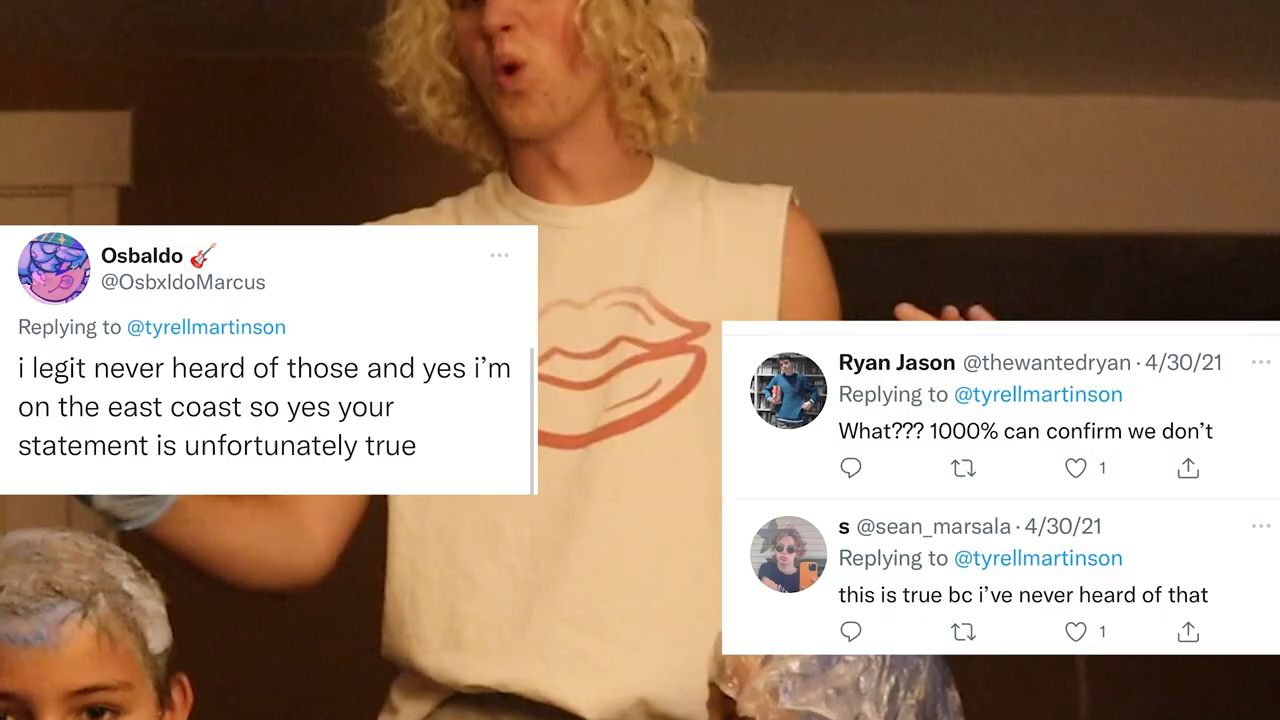 Osbaldo 🎸
@OsbxldoMarcus
Replying to @tyrellmartinson
i legit never heard of those and yes i’m
on the east coast so yes your
statement is unfortunately true
Ryan Jason @thewantedryan · 4/30/21
Replying to @tyrellmartinson
What??? 1000% can confirm we don’t
1
s @sean_marsala · 4/30/21
Replying to @tyrellmartinson
this is true bc i’ve never heard of that
1